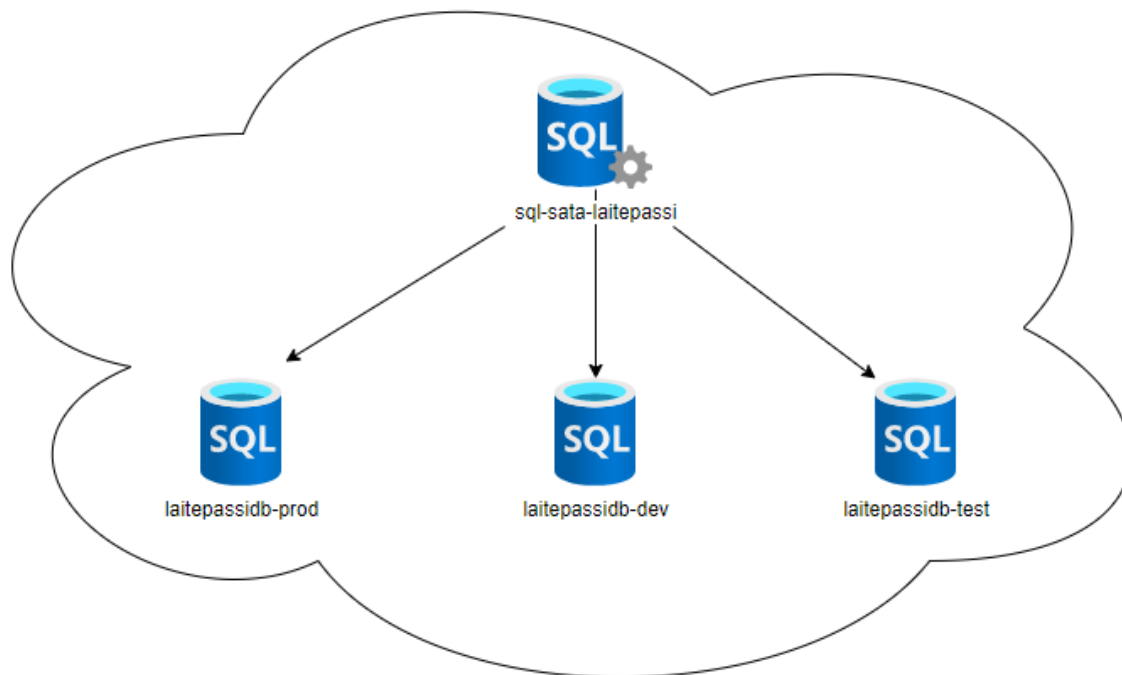 SQL
sql-sata-laitepassi
SQL
SQL
SQL
laitepassidb-prod
laitepassidb-dev
laitepassidb-test